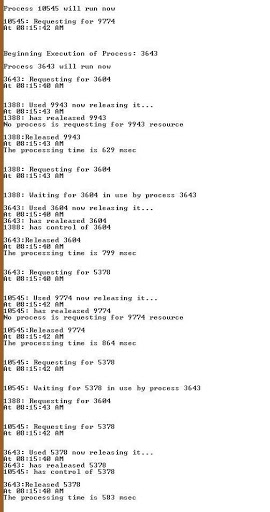 Process 10545 will run now
10545: Requesting for 9774
At 08:15:42 AM
Beginning Execution of Process: 3643
Process 3643 will run now
3643: Requesting for 3604
At 08:15:40 AM
1388: Used 9943 now releasing it...
At 08:15:43 AM
1388: has realeased 9943
No process is requesting for 9943 resource
1388:Released 9943
At 08:15:43 AM
The processing time is 629 msec
1388: Requesting for 3604
At 08:15:43 AM
1388: Waiting for 3604 in use by process 3643
3643: Used 3604 now releasing it...
At 08:15:40 AM
3643: has realeased 3604
1388: has control of 3604
3643:Released 3604
At 08:15:40 AM
The processing time is 799 msec
3643: Requesting for 5378
At 08:15:40 AM
10545: Used 9774 now releasing it...
At 08:15:42 AM
10545: has realeased 9774
No process is requesting for 9774 resource
10545:Released 9774
At 08:15:42 AM
The processing time is 864 msec
10545: Requesting for 5378
At 08:15:42 AM
10545: Waiting for 5378 in use by process 3643
1388: Requesting for 3604
At 08:15:43 AM
10545: Requesting for 5378
At 08:15:42 AM
3643: Used 5378 now releasing it...
At 08:15:40 AM
3643: has realeased 5378
10545: has control of 5378
3643:Released 5378
At 08:15:40 AM
The processing time is 583 msec